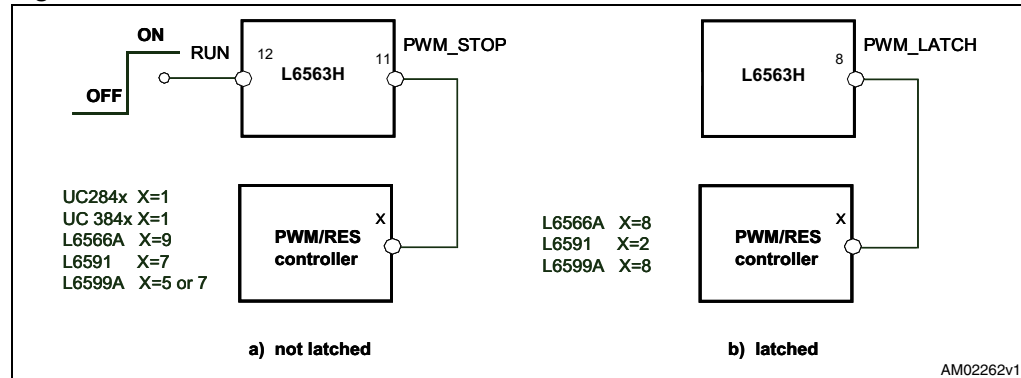 ON
RUN
OFF
12
L6563H
11
PWM_STOP
UC284x X=1
UC 384x X=1
L6566A X=9
L6591 X=7
L6599A X=5 or 7
X
PWM/RES
controller
a) not latched
L6563H
8
PWM_LATCH
L6566A X=8
L6591 X=2
L6599A X=8
X
PWM/RES
controller
b) latched
AM02262v1